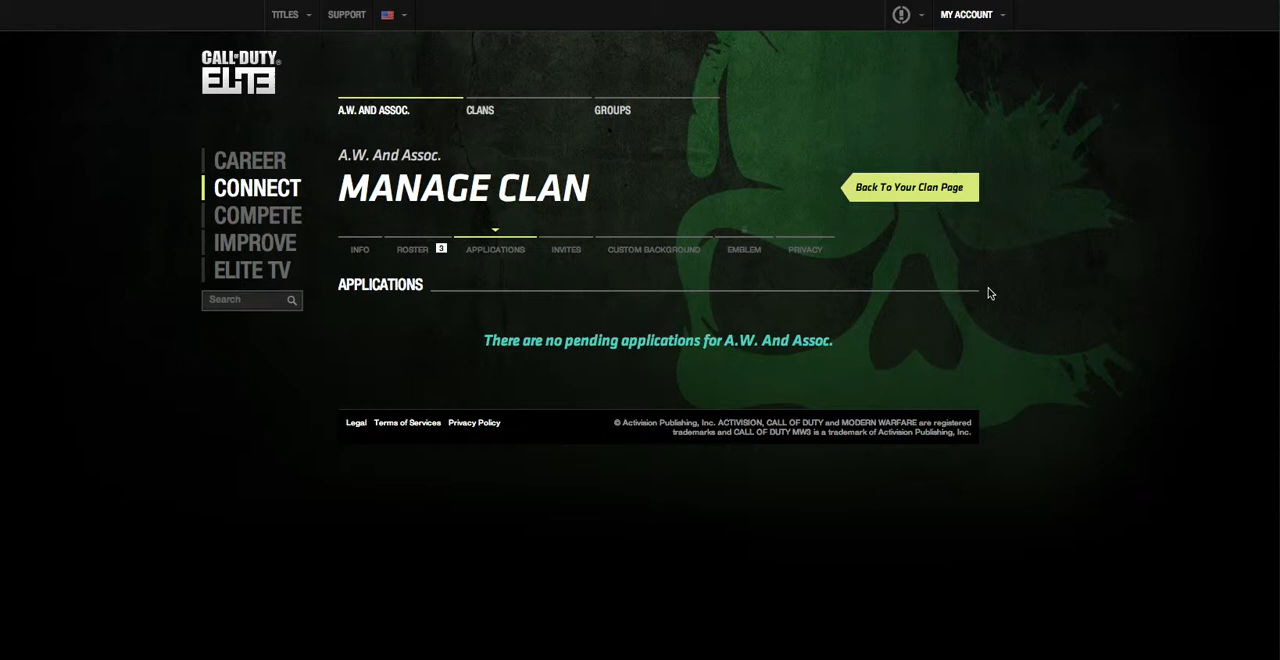 TITLES SUPPORT MY ACCOUNT
CALL OF DUTY®
ELITE
A.W. AND ASSOC. CLANS GROUPS
A.W. And Assoc.
MANAGE CLAN
Back To Your Clan Page
CAREER
CONNECT
COMPETE
IMPROVE
ELITE TV
Search
INFO ROSTER 3 APPLICATIONS INVITES CUSTOM BACKGROUND EMBLEM PRIVACY
APPLICATIONS
There are no pending applications for A.W. And Assoc.
Legal Terms of Services Privacy Policy
© Activision Publishing, Inc. ACTIVISION, CALL OF DUTY and MODERN WARFARE are registered
trademarks and CALL OF DUTY MW3 is a trademark of Activision Publishing, Inc.